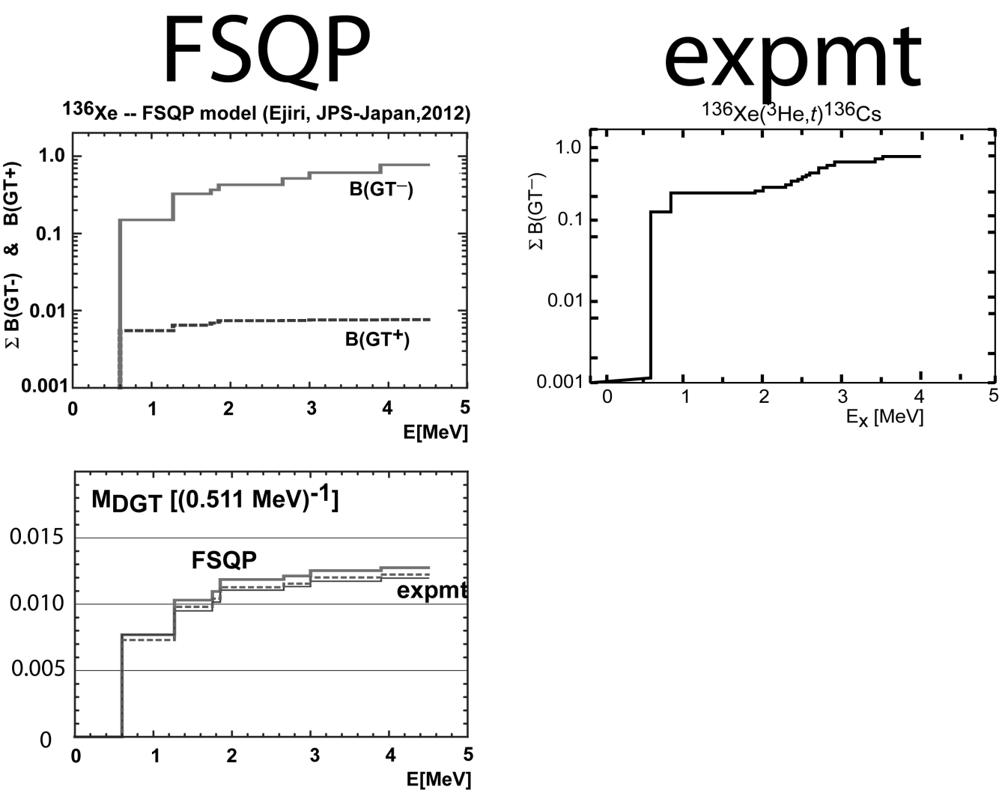 FSQP
expmt
136Xe -- FSQP model (Ejiri, JPS-Japan,2012)
Σ B(GT-) & B(GT+)
1.0
0.1
0.01
0.001
B(GT−)
B(GT+)
0 1 2 3 4 5
E[MeV]
136Xe(3He,t)136Cs
Σ B(GT−)
1.0
0.1
0.01
0.001
0 1 2 3 4 5
Ex [MeV]
MDGT [(0.511 MeV)-1]
0.015
0.010
0.005
0
FSQP
expmt
0 1 2 3 4 5
E[MeV]